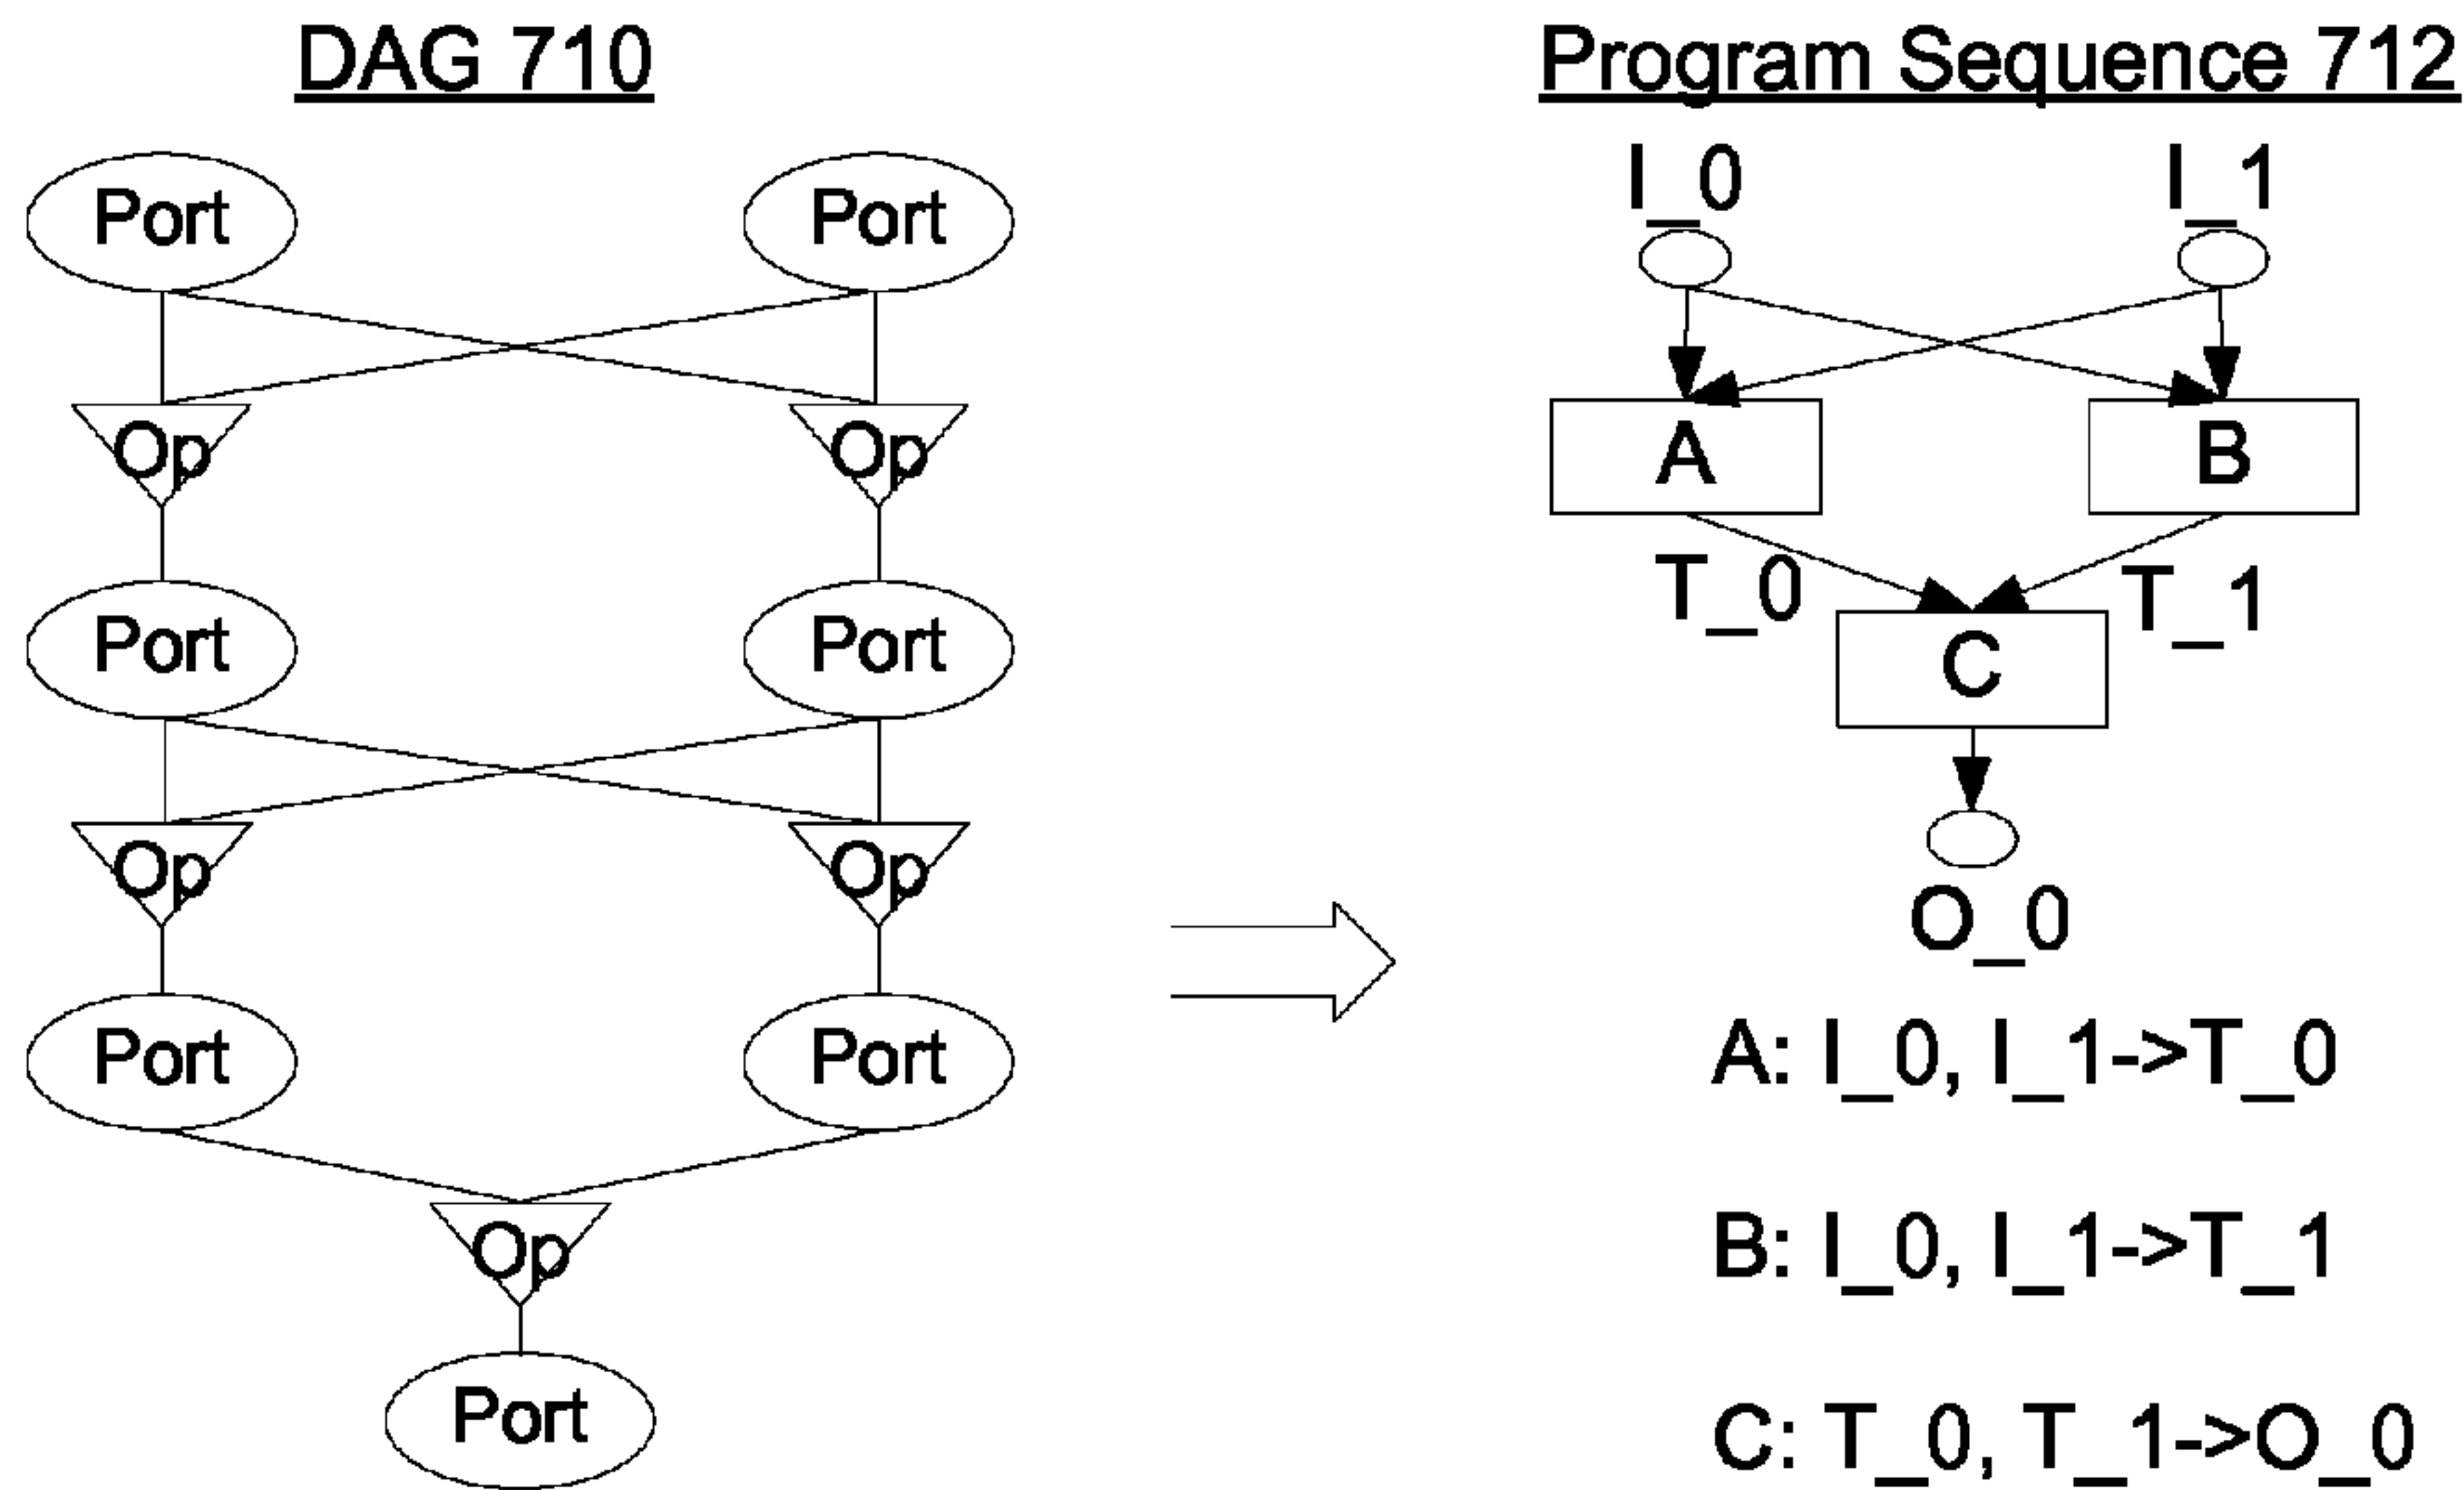 DAG 710
Port Port
Op Op
Port Port
Op Op
Port Port
Op
Port
Program Sequence 712
I_0 I_1
A B
T_0 T_1
C
O_0
A: I_0, I_1->T_0
B: I_0, I_1->T_1
C: T_0, T_1->O_0